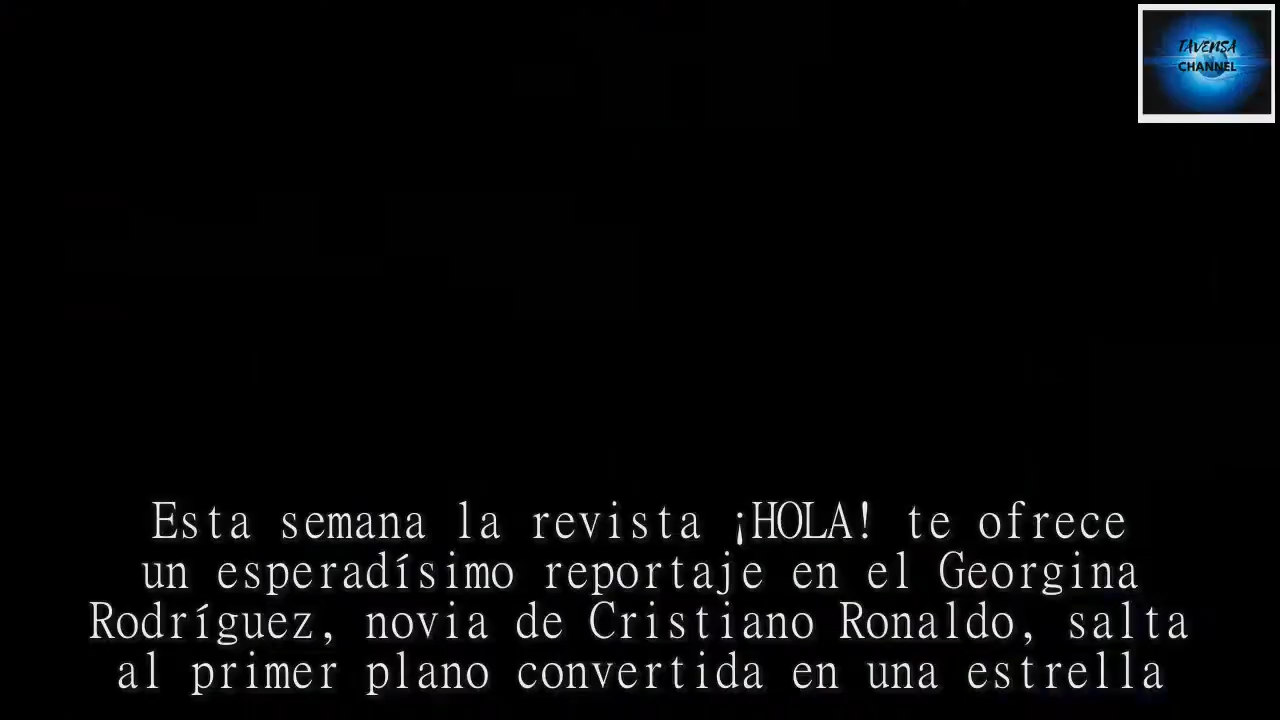 TAVENSA
CHANNEL
Esta semana la revista ¡HOLA! te ofrece
un esperadísimo reportaje en el Georgina
Rodríguez, novia de Cristiano Ronaldo, salta
al primer plano convertida en una estrella